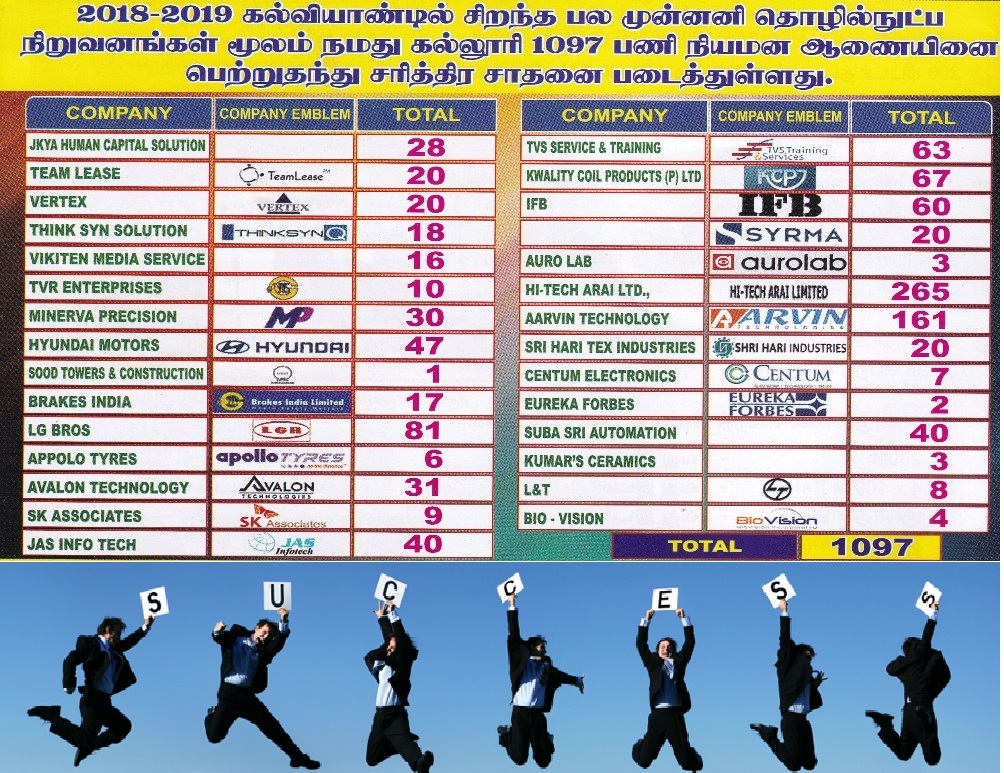 2018-2019 கல்வியாண்டில் சிறந்த பல முன்னனி தொழில்நுட்ப
நிறுவனங்கள் மூலம் நமது கல்லூரி 1097 பணி நியமன ஆணையினை
பெற்றுதந்து சரித்திர சாதனை படைத்துள்ளது.
COMPANY COMPANY EMBLEM TOTAL
JKYA HUMAN CAPITAL SOLUTION 28
TEAM LEASE TeamLease™ 20
VERTEX VERTEX 20
THINK SYN SOLUTION THINKSYNQ 18
VIKITEN MEDIA SERVICE 16
TVR ENTERPRISES 10
MINERVA PRECISION MP 30
HYUNDAI MOTORS HYUNDAI 47
SOOD TOWERS & CONSTRUCTION 1
BRAKES INDIA Brakes India Limited 17
LG BROS LGB 81
APPOLO TYRES apollo TYRES 6
AVALON TECHNOLOGY AVALON TECHNOLOGIES 31
SK ASSOCIATES SK Associates 9
JAS INFO TECH JAS Infotech 40
COMPANY COMPANY EMBLEM TOTAL
TVS SERVICE & TRAINING TVS Training & Services 63
KWALITY COIL PRODUCTS (P) LTD KCP 67
IFB IFB 60
SYRMA 20
AURO LAB aurolab 3
HI-TECH ARAI LTD., HI-TECH ARAI LIMITED 265
AARVIN TECHNOLOGY AARVIN TECHNOLOGIES 161
SRI HARI TEX INDUSTRIES SHRI HARI INDUSTRIES 20
CENTUM ELECTRONICS CENTUM 7
EUREKA FORBES EUREKA FORBES 2
SUBA SRI AUTOMATION 40
KUMAR'S CERAMICS 3
L&T 8
BIO - VISION BioVision 4
TOTAL 1097
S U C C E S S